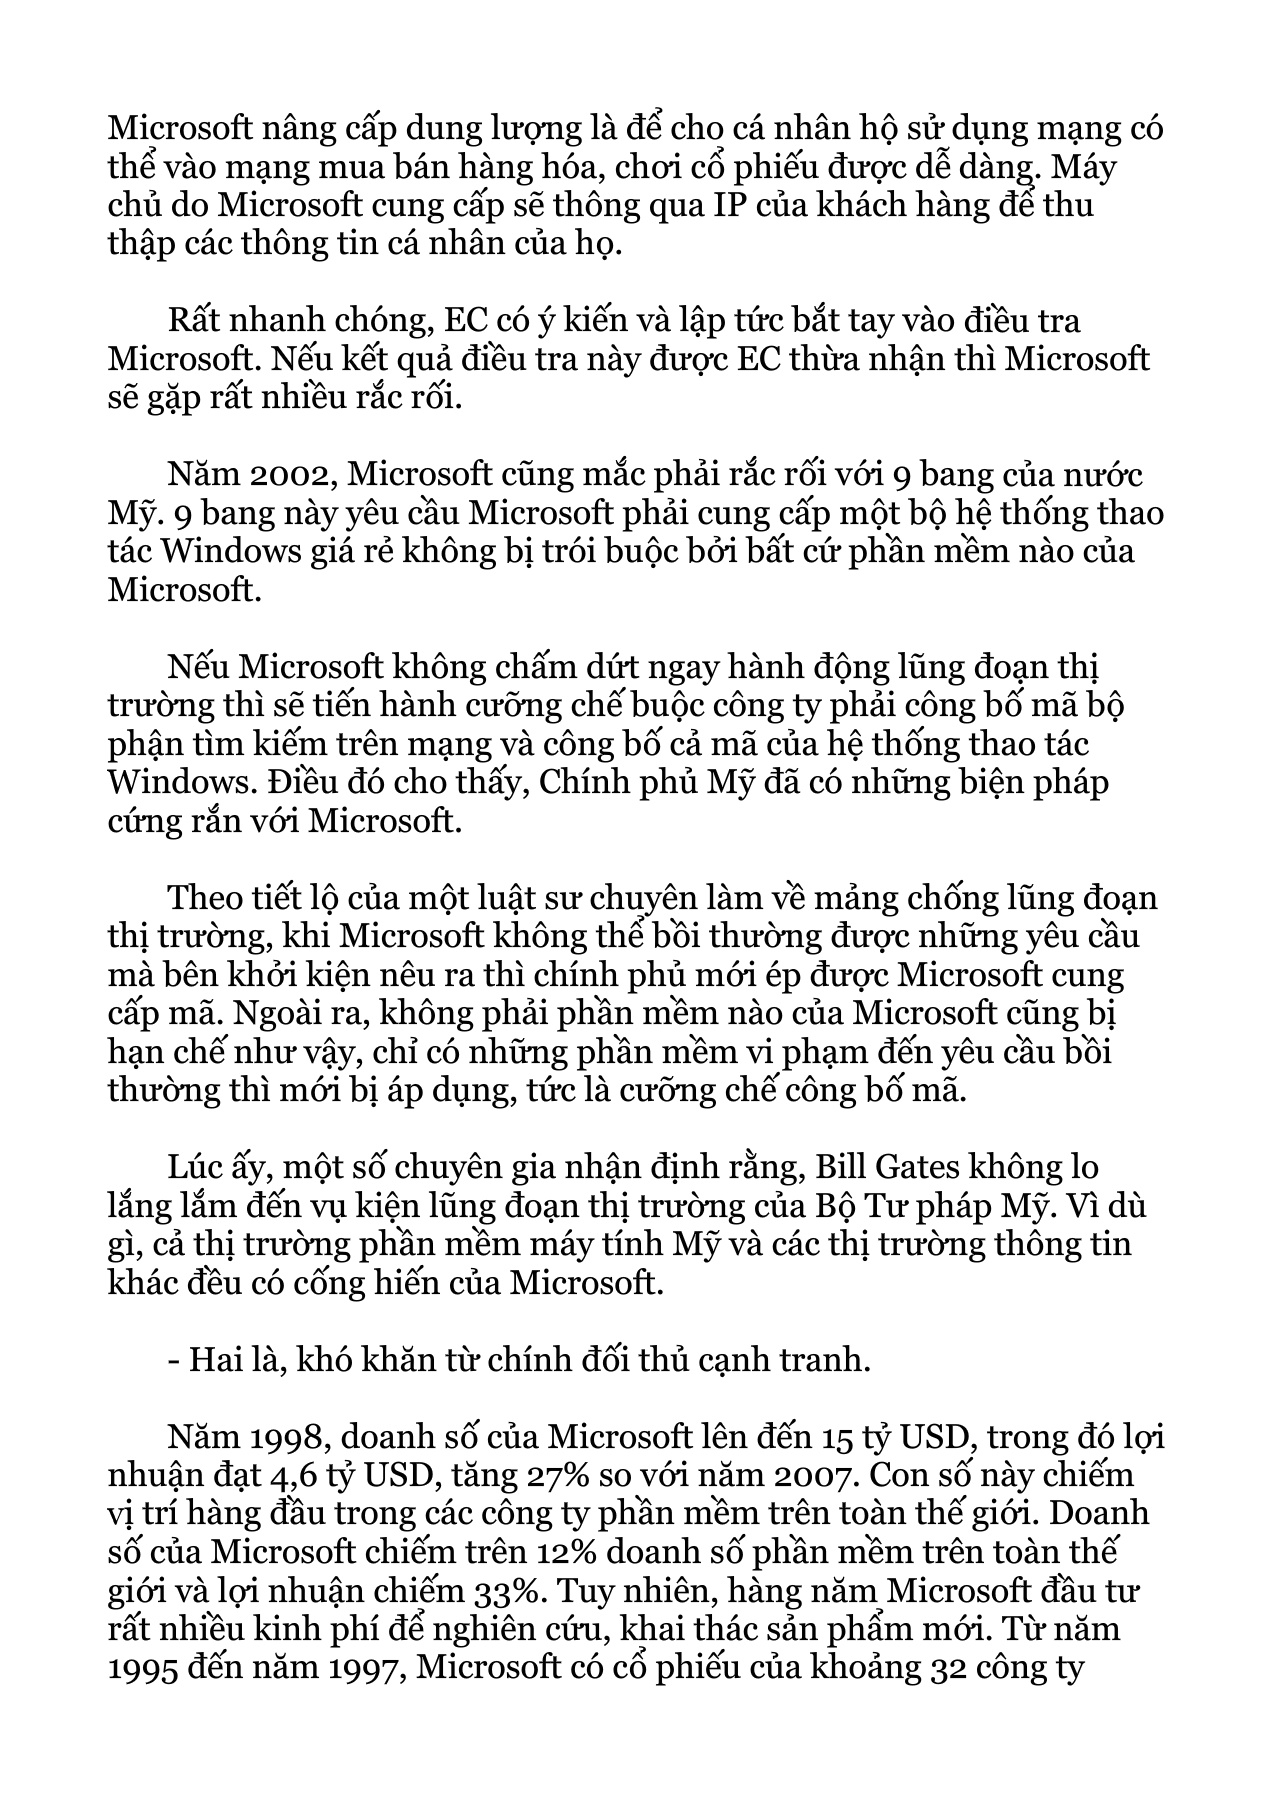 Microsoft nâng cấp dung lượng là để cho cá nhân hộ sử dụng mạng có
thể vào mạng mua bán hàng hóa, chơi cổ phiếu được dễ dàng. Máy
chủ do Microsoft cung cấp sẽ thông qua IP của khách hàng để thu
thập các thông tin cá nhân của họ.
Rất nhanh chóng, EC có ý kiến và lập tức bắt tay vào điều tra
Microsoft. Nếu kết quả điều tra này được EC thừa nhận thì Microsoft
sẽ gặp rất nhiều rắc rối.
Năm 2002, Microsoft cũng mắc phải rắc rối với 9 bang của nước
Mỹ. 9 bang này yêu cầu Microsoft phải cung cấp một bộ hệ thống thao
tác Windows giá rẻ không bị trói buộc bởi bất cứ phần mềm nào của
Microsoft.
Nếu Microsoft không chấm dứt ngay hành động lũng đoạn thị
trường thì sẽ tiến hành cưỡng chế buộc công ty phải công bố mã bộ
phận tìm kiếm trên mạng và công bố cả mã của hệ thống thao tác
Windows. Điều đó cho thấy, Chính phủ Mỹ đã có những biện pháp
cứng rắn với Microsoft.
Theo tiết lộ của một luật sư chuyên làm về mảng chống lũng đoạn
thị trường, khi Microsoft không thể bồi thường được những yêu cầu
mà bên khởi kiện nêu ra thì chính phủ mới ép được Microsoft cung
cấp mã. Ngoài ra, không phải phần mềm nào của Microsoft cũng bị
hạn chế như vậy, chỉ có những phần mềm vi phạm đến yêu cầu bồi
thường thì mới bị áp dụng, tức là cưỡng chế công bố mã.
Lúc ấy, một số chuyên gia nhận định rằng, Bill Gates không lo
lắng lắm đến vụ kiện lũng đoạn thị trường của Bộ Tư pháp Mỹ. Vì dù
gì, cả thị trường phần mềm máy tính Mỹ và các thị trường thông tin
khác đều có cống hiến của Microsoft.
- Hai là, khó khăn từ chính đối thủ cạnh tranh.
Năm 1998, doanh số của Microsoft lên đến 15 tỷ USD, trong đó lợi
nhuận đạt 4,6 tỷ USD, tăng 27% so với năm 2007. Con số này chiếm
vị trí hàng đầu trong các công ty phần mềm trên toàn thế giới. Doanh
số của Microsoft chiếm trên 12% doanh số phần mềm trên toàn thế
giới và lợi nhuận chiếm 33%. Tuy nhiên, hàng năm Microsoft đầu tư
rất nhiều kinh phí để nghiên cứu, khai thác sản phẩm mới. Từ năm
1995 đến năm 1997, Microsoft có cổ phiếu của khoảng 32 công ty